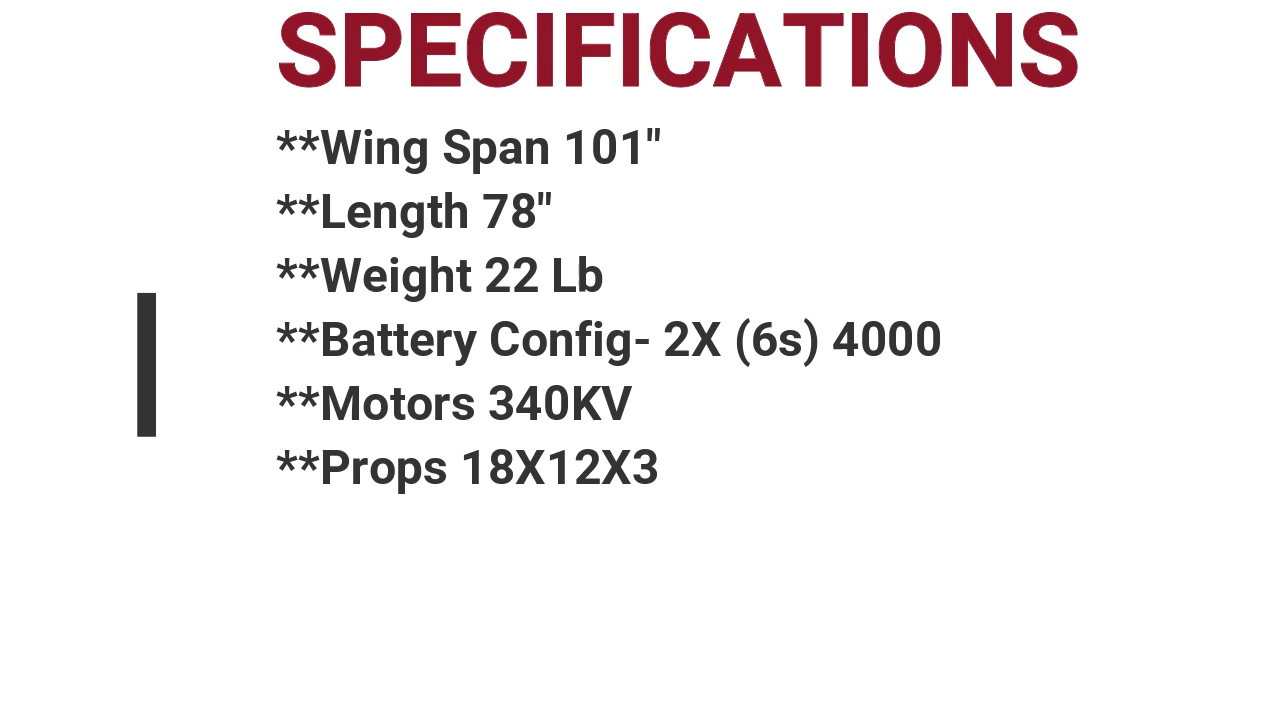 SPECIFICATIONS
**Wing Span 101"
**Length 78"
**Weight 22 Lb
**Battery Config- 2X (6s) 4000
**Motors 340KV
**Props 18X12X3